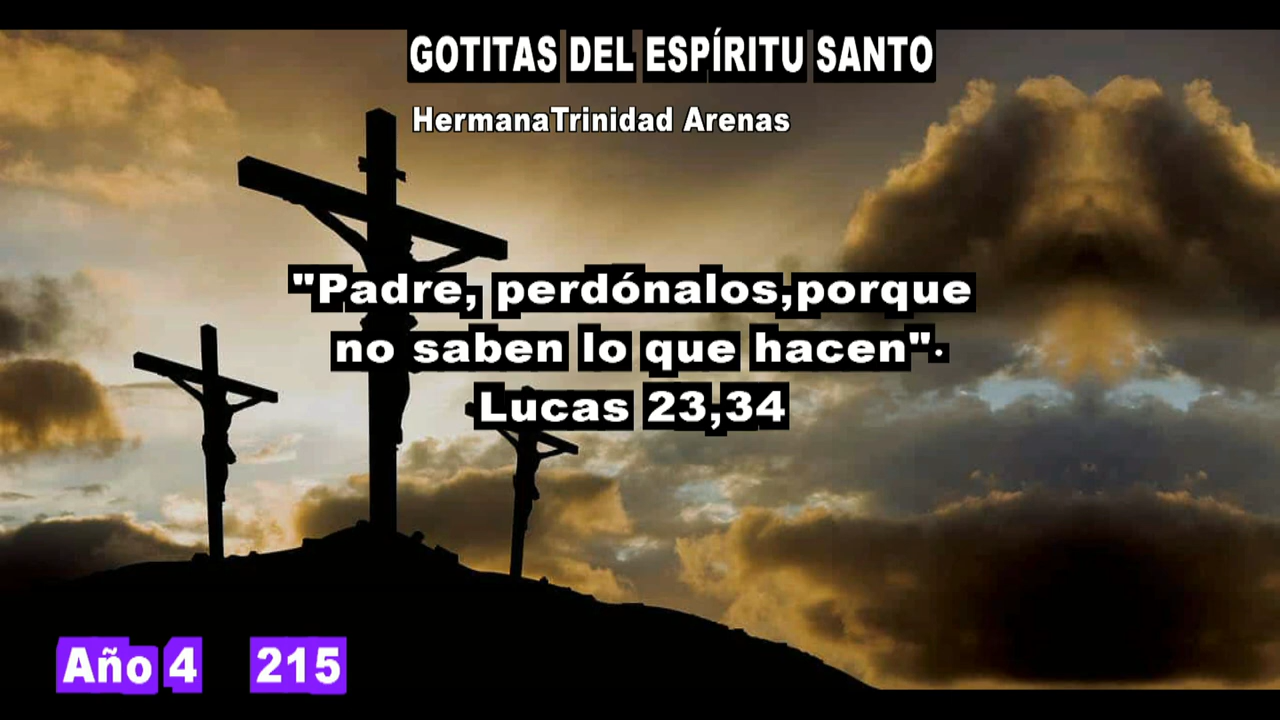 GOTITAS DEL ESPÍRITU SANTO
HermanaTrinidad Arenas
"Padre, perdónalos,porque
no saben lo que hacen".
Lucas 23,34
Año 4 215